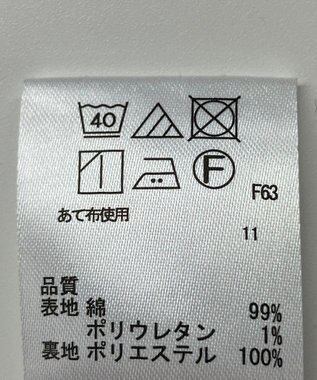 40
F
F63
あて布使用
11
品質
表地 綿 99%
ポリウレタン 1%
裏地 ポリエステル 100%